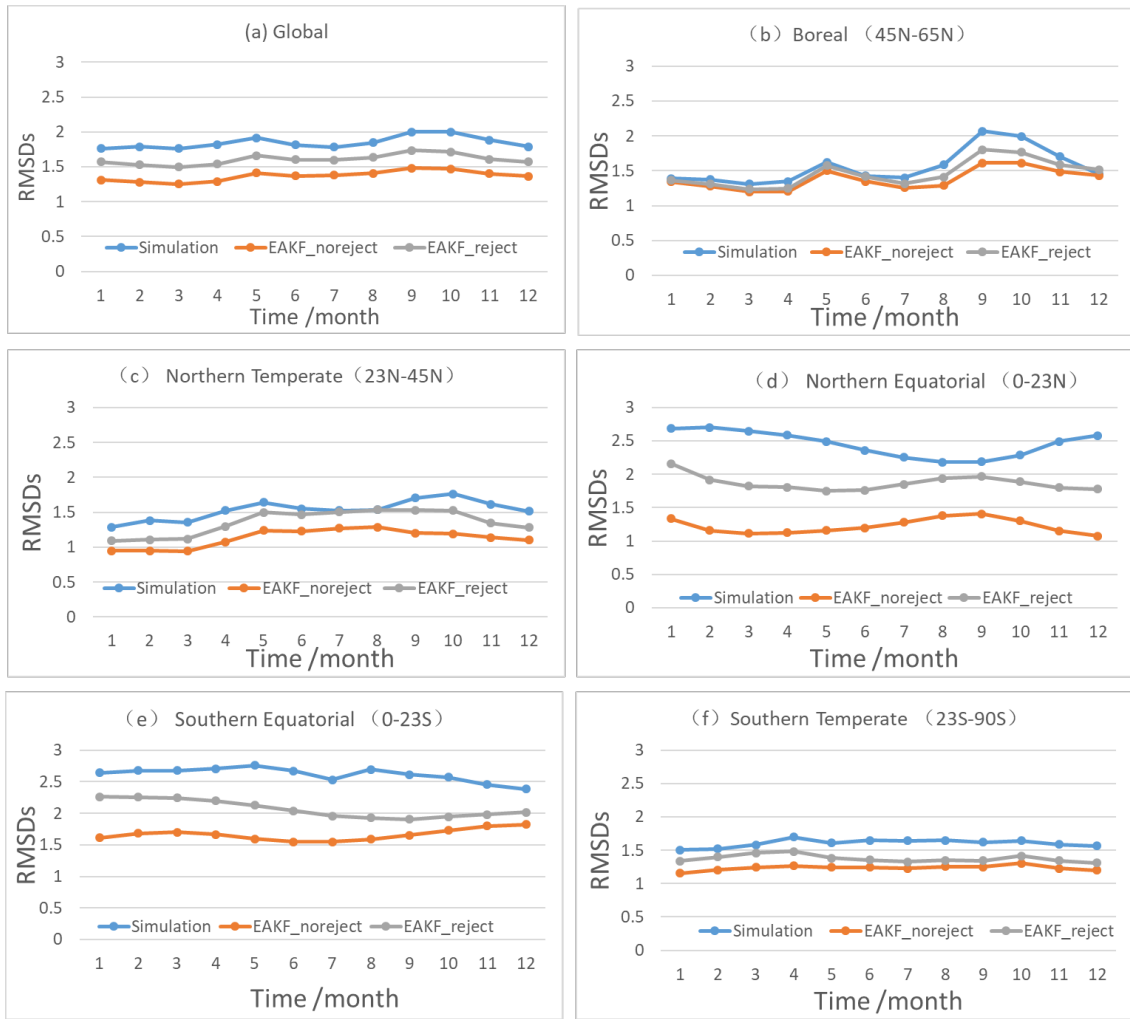 (a) Global
3
2.5
2
1.5
1
0.5
0
RMSDs
Simulation EAKF_noreject EAKF_reject
1 2 3 4 5 6 7 8 9 10 11 12
Time /month
(b) Boreal （45N-65N）
3
2.5
2
1.5
1
0.5
0
RMSDs
Simulation EAKF_noreject EAKF_reject
1 2 3 4 5 6 7 8 9 10 11 12
Time /month
（c） Northern Temperate（23N-45N）
3
2.5
2
1.5
1
0.5
0
RMSDs
Simulation EAKF_noreject EAKF_reject
1 2 3 4 5 6 7 8 9 10 11 12
Time /month
（d） Northern Equatorial （0-23N）
3
2.5
2
1.5
1
0.5
0
RMSDs
Simulation EAKF_noreject EAKF_reject
1 2 3 4 5 6 7 8 9 10 11 12
Time /month
（e） Southern Equatorial （0-23S）
3
2.5
2
1.5
1
0.5
0
RMSDs
Simulation EAKF_noreject EAKF_reject
1 2 3 4 5 6 7 8 9 10 11 12
Time /month
（f） Southern Temperate （23S-90S）
3
2.5
2
1.5
1
0.5
0
RMSDs
Simulation EAKF_noreject EAKF_reject
1 2 3 4 5 6 7 8 9 10 11 12
Time /month